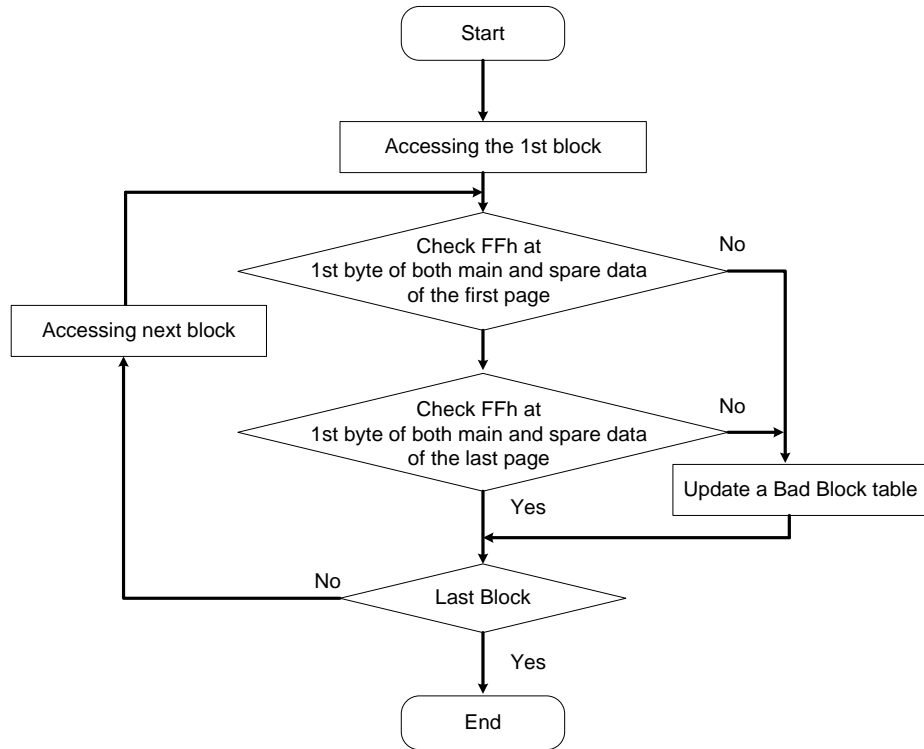 Start
Accessing the 1st block
Check FFh at
1st byte of both main and spare data
of the first page
No
Accessing next block
Check FFh at
1st byte of both main and spare data
of the last page
No
Update a Bad Block table
Yes
Last Block
No
Yes
End